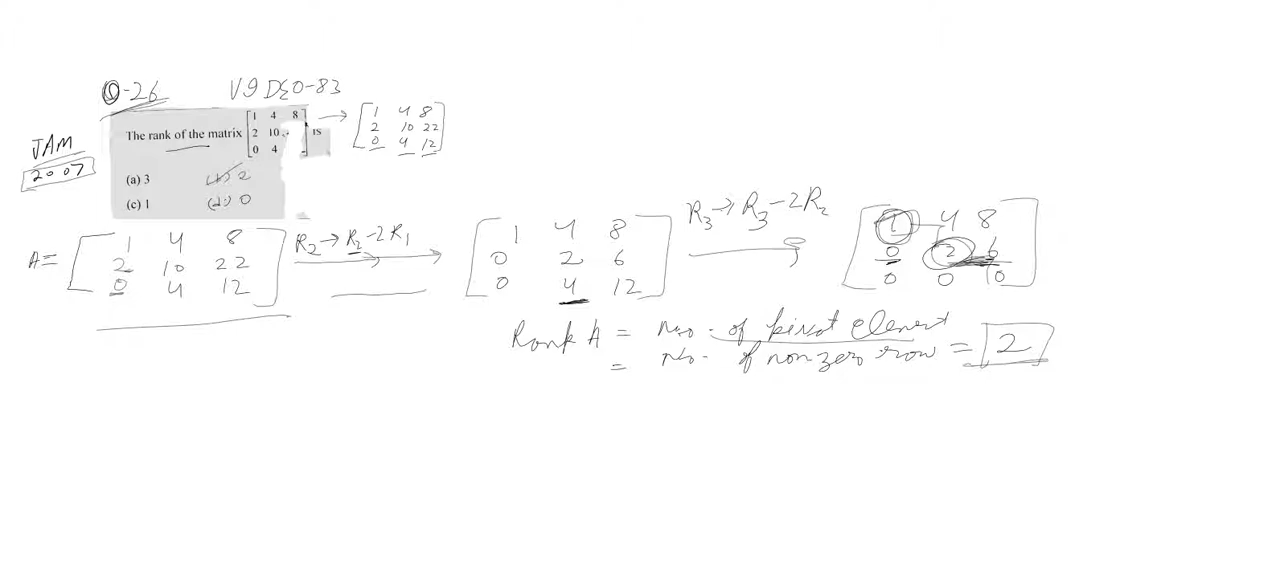 Q-26 VID EO-83
JAM
2007
The rank of the matrix [1 4 8] is → [1 4 8]
[2 10] [2 10 22]
[0 4] [0 4 12]
(a) 3 (b) 2
(c) 1 (d) 0
A = [1 4 8] R2 → R2 -2R1 [1 4 8] R3 → R3 -2R2 [1 4 8]
[2 10 22] [0 2 6] [0 2 6]
[0 4 12] [0 4 12] [0 0 0]
Rank A = no. of pivot element
= No. of non zero row = 2